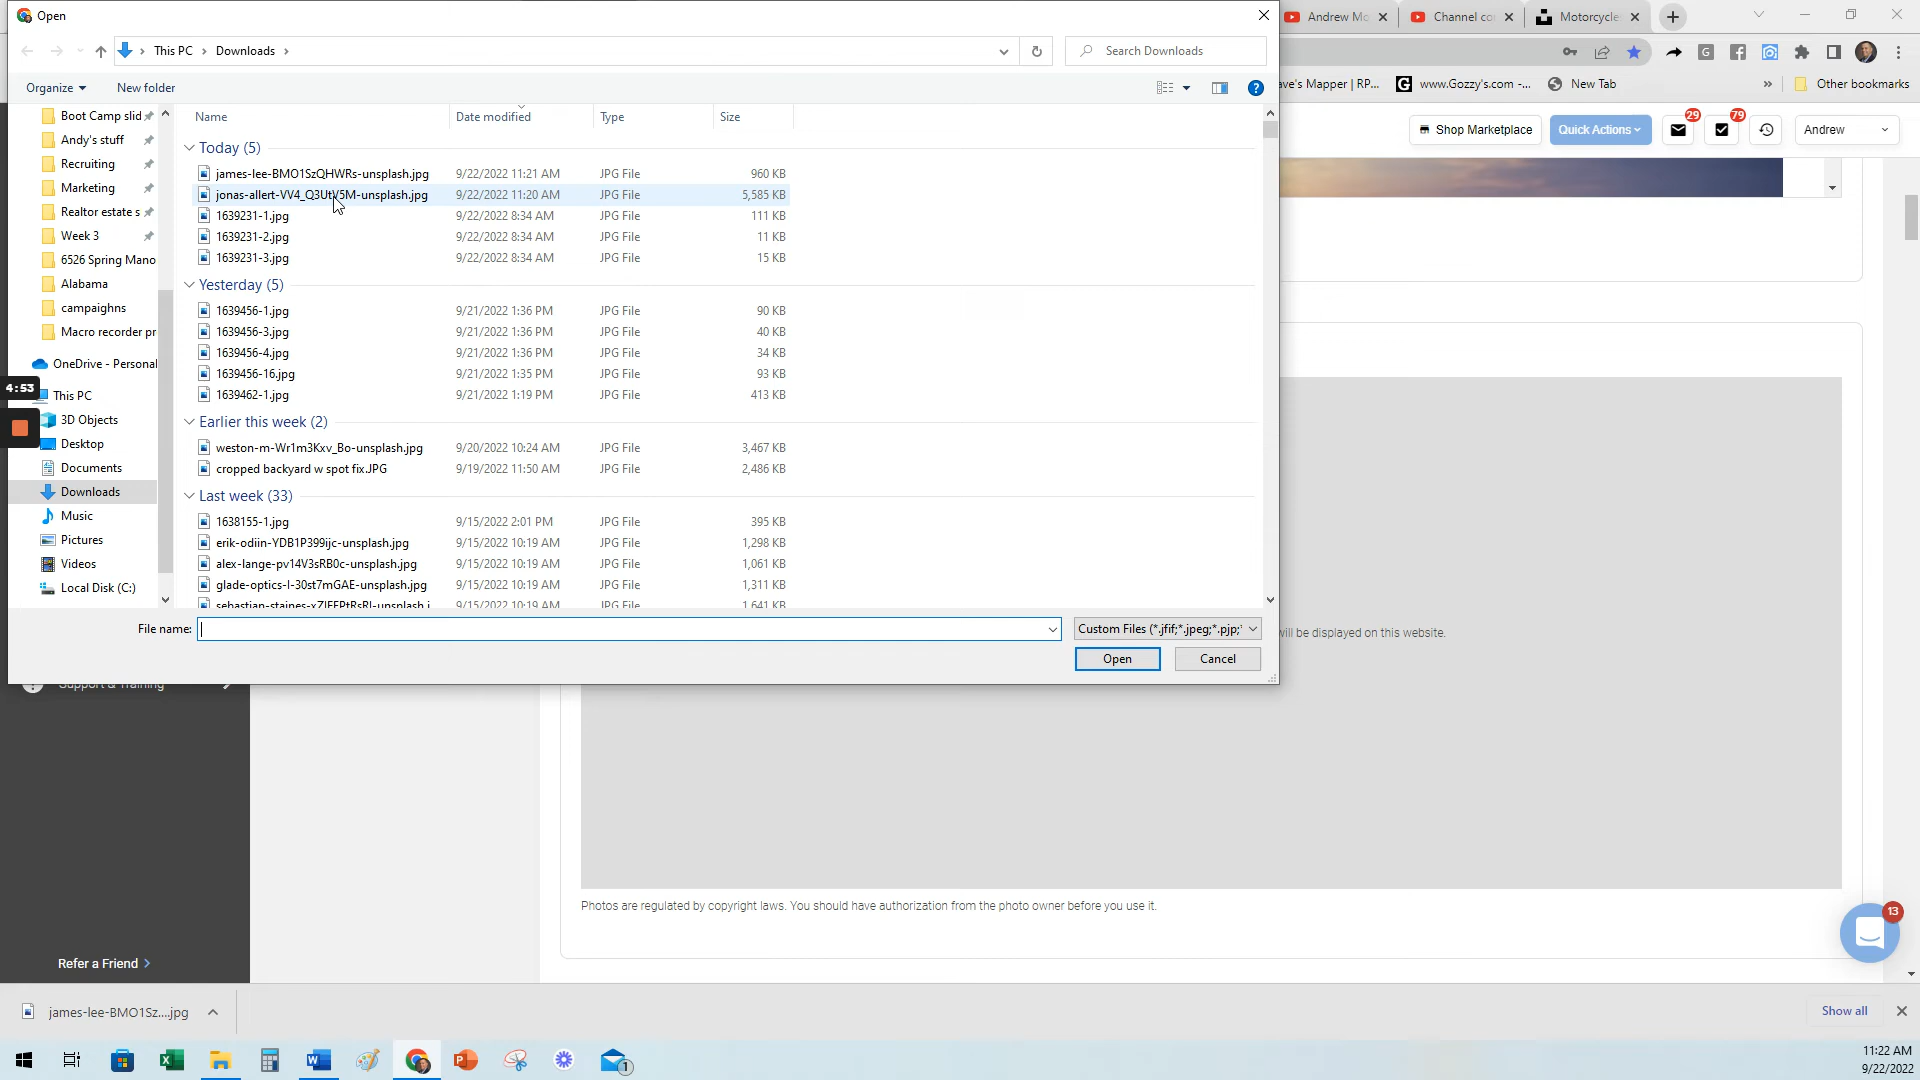 Open
Andrew Mo
Channel co
Motorcycle
This PC
Downloads
Search Downloads
ave's Mapper | RP...
www.Gozzy's.com -...
New Tab
»
Other bookmarks
Organize
New folder
Name
Date modified
Type
Size
Shop Marketplace
Quick Actions
29
79
Andrew
Boot Camp slid
Andy's stuff
Recruiting
Marketing
Realtor estate s
Week 3
6526 Spring Mano
Alabama
campaighns
Macro recorder pr
OneDrive - Personal
This PC
3D Objects
Desktop
Documents
Downloads
Music
Pictures
Videos
Local Disk (C:)
4:53
Today (5)
james-lee-BMO1SzQHWRs-unsplash.jpg 9/22/2022 11:21 AM JPG File 960 KB
jonas-allert-VV4_Q3UtV5M-unsplash.jpg 9/22/2022 11:20 AM JPG File 5,585 KB
1639231-1.jpg 9/22/2022 8:34 AM JPG File 111 KB
1639231-2.jpg 9/22/2022 8:34 AM JPG File 11 KB
1639231-3.jpg 9/22/2022 8:34 AM JPG File 15 KB
Yesterday (5)
1639456-1.jpg 9/21/2022 1:36 PM JPG File 90 KB
1639456-3.jpg 9/21/2022 1:36 PM JPG File 40 KB
1639456-4.jpg 9/21/2022 1:36 PM JPG File 34 KB
1639456-16.jpg 9/21/2022 1:35 PM JPG File 93 KB
1639462-1.jpg 9/21/2022 1:19 PM JPG File 413 KB
Earlier this week (2)
weston-m-Wr1m3Kxv_Bo-unsplash.jpg 9/20/2022 10:24 AM JPG File 3,467 KB
cropped backyard w spot fix.JPG 9/19/2022 11:50 AM JPG File 2,486 KB
Last week (33)
1638155-1.jpg 9/15/2022 2:01 PM JPG File 395 KB
erik-odiin-YDB1P399ijc-unsplash.jpg 9/15/2022 10:19 AM JPG File 1,298 KB
alex-lange-pv14V3sRB0c-unsplash.jpg 9/15/2022 10:19 AM JPG File 1,061 KB
glade-optics-I-30st7mGAE-unsplash.jpg 9/15/2022 10:19 AM JPG File 1,311 KB
9/15/2022 10:19 AM JPG File 1,641 KB
File name:
Custom Files (*.jfif;*.jpeg;*.pjp;*
Open
Cancel
will be displayed on this website.
Support & Training
Photos are regulated by copyright laws. You should have authorization from the photo owner before you use it.
13
Refer a Friend
james-lee-BMO1Sz....jpg
Show all
1
11:22 AM
9/22/2022